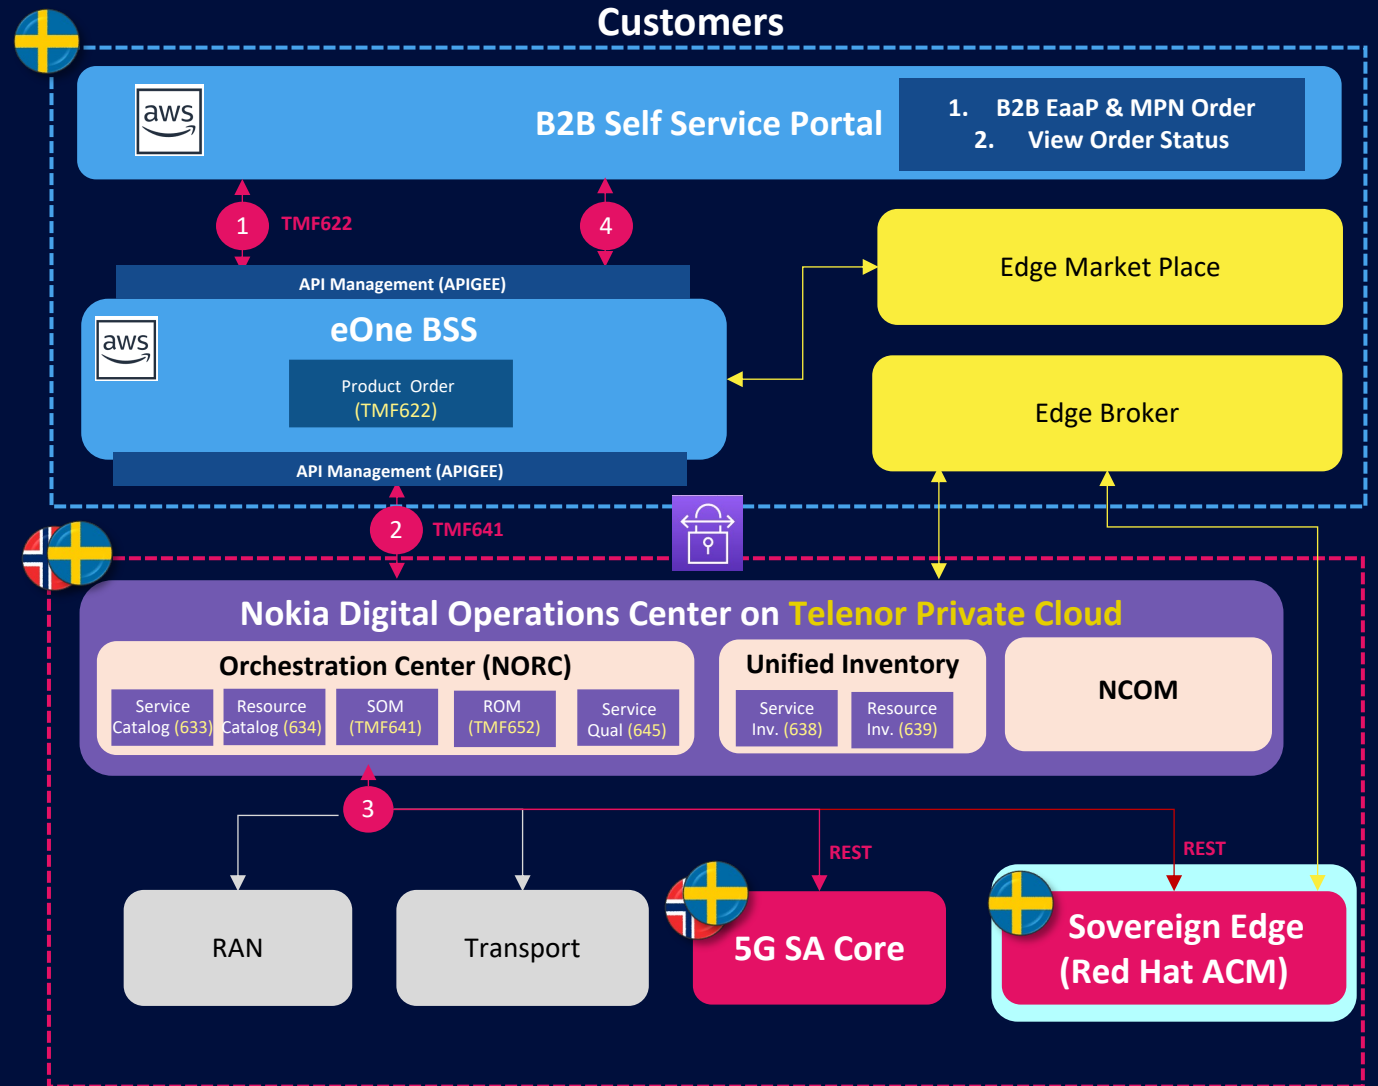 Customers
aws
B2B Self Service Portal
1. B2B EaaP & MPN Order
2. View Order Status
1
TMF622
4
API Management (APIGEE)
Edge Market Place
aws
eOne BSS
Product Order
(TMF622)
Edge Broker
API Management (APIGEE)
2
TMF641
Nokia Digital Operations Center on Telenor Private Cloud
Orchestration Center (NORC)
Service
Catalog (633)
Resource
Catalog (634)
SOM
(TMF641)
ROM
(TMF652)
Service
Qual (645)
Unified Inventory
Service
Inv. (638)
Resource
Inv. (639)
NCOM
3
REST
REST
RAN
Transport
5G SA Core
Sovereign Edge
(Red Hat ACM)